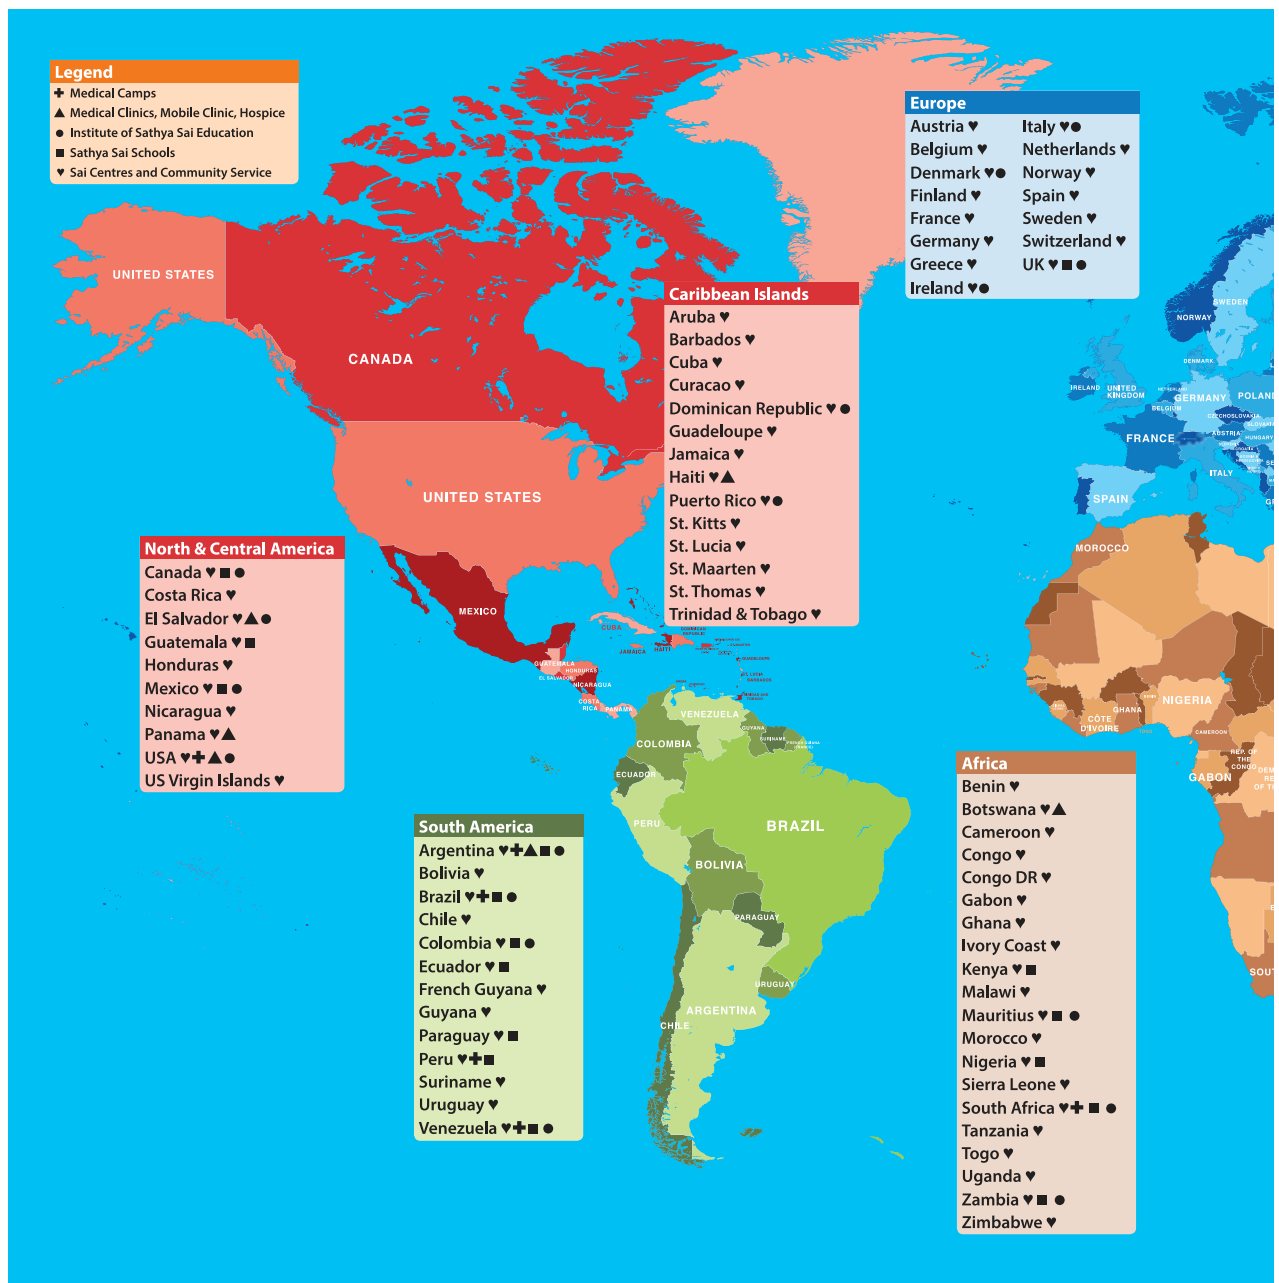 Legend
✚ Medical Camps
▲ Medical Clinics, Mobile Clinic, Hospice
● Institute of Sathya Sai Education
■ Sathya Sai Schools
♥ Sai Centres and Community Service
Europe
Austria ♥
Belgium ♥
Denmark ♥●
Finland ♥
France ♥
Germany ♥
Greece ♥
Ireland ♥●
Italy ♥●
Netherlands ♥
Norway ♥
Spain ♥
Sweden ♥
Switzerland ♥
UK ♥■●
Caribbean Islands
Aruba ♥
Barbados ♥
Cuba ♥
Curacao ♥
Dominican Republic ♥●
Guadeloupe ♥
Jamaica ♥
Haiti ♥▲
Puerto Rico ♥●
St. Kitts ♥
St. Lucia ♥
St. Maarten ♥
St. Thomas ♥
Trinidad & Tobago ♥
North & Central America
Canada ♥■●
Costa Rica ♥
El Salvador ♥▲●
Guatemala ♥■
Honduras ♥
Mexico ♥■●
Nicaragua ♥
Panama ♥▲
USA ♥✚▲●
US Virgin Islands ♥
South America
Argentina ♥✚▲■●
Bolivia ♥
Brazil ♥✚■●
Chile ♥
Colombia ♥■●
Ecuador ♥■
French Guyana ♥
Guyana ♥
Paraguay ♥■
Peru ♥✚■
Suriname ♥
Uruguay ♥
Venezuela ♥✚■●
Africa
Benin ♥
Botswana ♥▲
Cameroon ♥
Congo ♥
Congo DR ♥
Gabon ♥
Ghana ♥
Ivory Coast ♥
Kenya ♥■
Malawi ♥
Mauritius ♥■●
Morocco ♥
Nigeria ♥■
Sierra Leone ♥
South Africa ♥✚■●
Tanzania ♥
Togo ♥
Uganda ♥
Zambia ♥■●
Zimbabwe ♥
UNITED STATES
CANADA
UNITED STATES
MEXICO
CUBA
JAMAICA
HAITI
GUATEMALA
HONDURAS
EL SALVADOR
NICARAGUA
COSTA
RICA
PANAMA
VENEZUELA
COLOMBIA
GUYANA
SURINAME
ECUADOR
PERU
BRAZIL
BOLIVIA
PARAGUAY
URUGUAY
ARGENTINA
CHILE
SWEDEN
NORWAY
DENMARK
IRELAND
UNITED
KINGDOM
BELGIUM
GERMANY
POLAND
CZECHOSLOVAKIA
AUSTRIA
HUNGARY
FRANCE
ITALY
SPAIN
MOROCCO
NIGERIA
GHANA
CÔTE
D'IVOIRE
CAMEROON
GABON
REP. OF
THE
CONGO